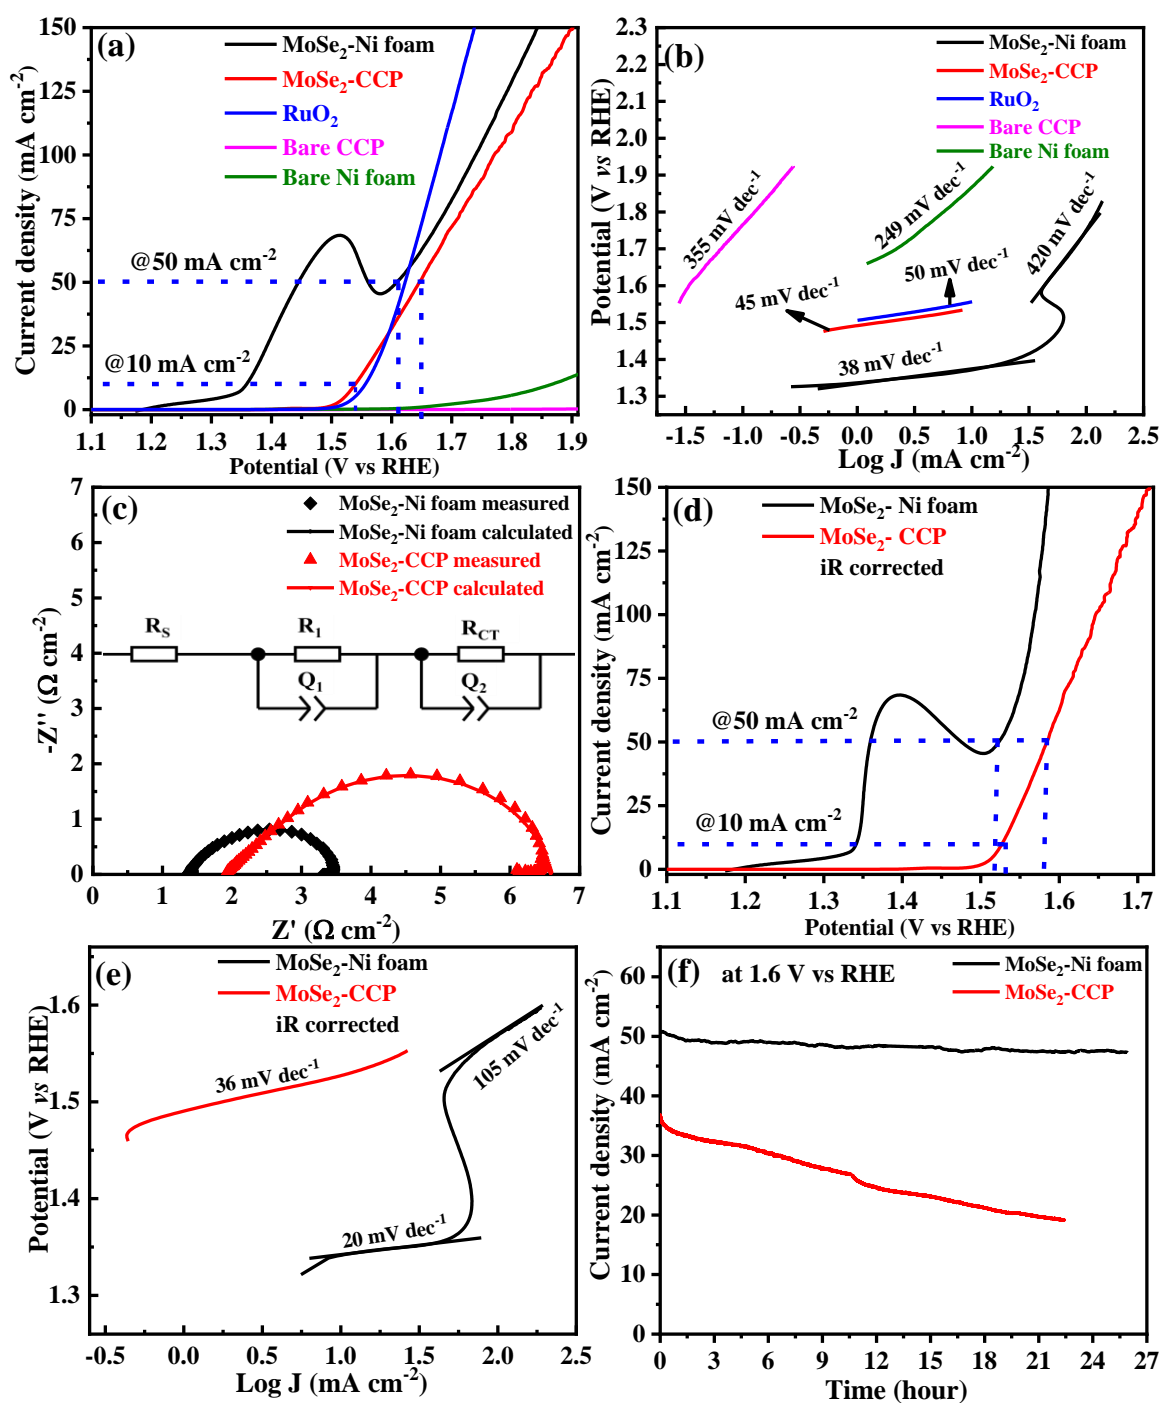 (a)
MoSe₂-Ni foam
MoSe₂-CCP
RuO₂
Bare CCP
Bare Ni foam
@50 mA cm⁻²
@10 mA cm⁻²
Current density (mA cm⁻²)
150
125
100
75
50
25
0
1.1 1.2 1.3 1.4 1.5 1.6 1.7 1.8 1.9
Potential (V vs RHE)
(b)
MoSe₂-Ni foam
MoSe₂-CCP
RuO₂
Bare CCP
Bare Ni foam
355 mV dec⁻¹
249 mV dec⁻¹
420 mV dec⁻¹
50 mV dec⁻¹
45 mV dec⁻¹
38 mV dec⁻¹
Potential (V vs RHE)
2.3
2.2
2.1
2.0
1.9
1.8
1.7
1.6
1.5
1.4
1.3
-1.5 -1.0 -0.5 0.0 0.5 1.0 1.5 2.0 2.5
Log J (mA cm⁻²)
(c)
MoSe₂-Ni foam measured
MoSe₂-Ni foam calculated
MoSe₂-CCP measured
MoSe₂-CCP calculated
R_S R₁ R_CT
Q₁ Q₂
-Z'' (Ω cm⁻²)
7
6
5
4
3
2
1
0
0 1 2 3 4 5 6 7
Z' (Ω cm⁻²)
(d)
MoSe₂- Ni foam
MoSe₂- CCP
iR corrected
@50 mA cm⁻²
@10 mA cm⁻²
Current density (mA cm⁻²)
150
125
100
75
50
25
0
1.1 1.2 1.3 1.4 1.5 1.6 1.7
Potential (V vs RHE)
(e)
MoSe₂-Ni foam
MoSe₂-CCP
iR corrected
36 mV dec⁻¹
105 mV dec⁻¹
20 mV dec⁻¹
Potential (V vs RHE)
1.6
1.5
1.4
1.3
-0.5 0.0 0.5 1.0 1.5 2.0 2.5
Log J (mA cm⁻²)
(f) at 1.6 V vs RHE
MoSe₂-Ni foam
MoSe₂-CCP
Current density (mA cm⁻²)
60
50
40
30
20
10
0
0 3 6 9 12 15 18 21 24 27
Time (hour)